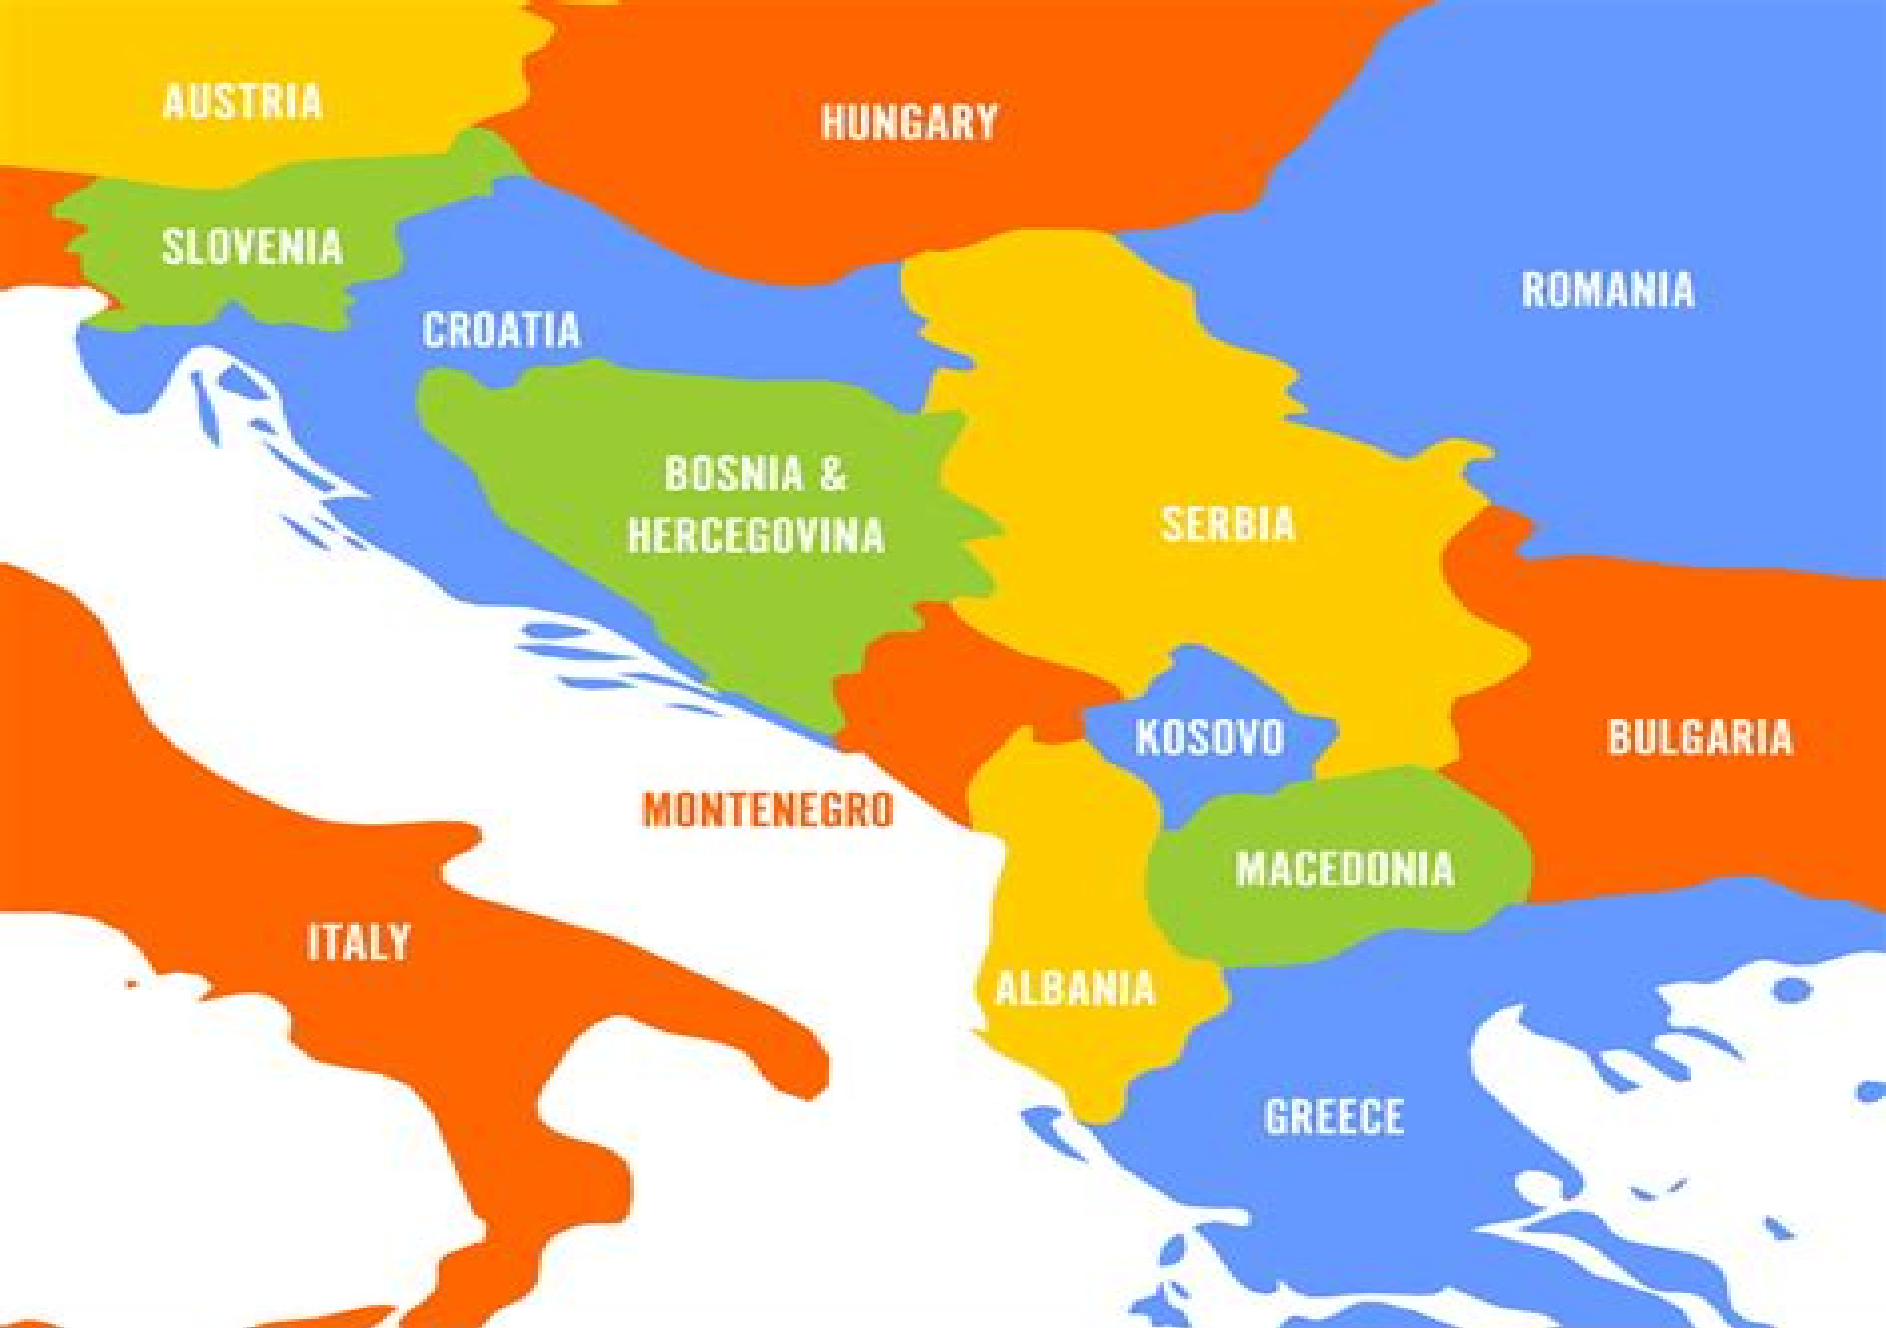 AUSTRIA
HUNGARY
SLOVENIA
ROMANIA
CROATIA
BOSNIA &
HERCEGOVINA
SERBIA
KOSOVO
BULGARIA
MONTENEGRO
MACEDONIA
ITALY
ALBANIA
GREECE